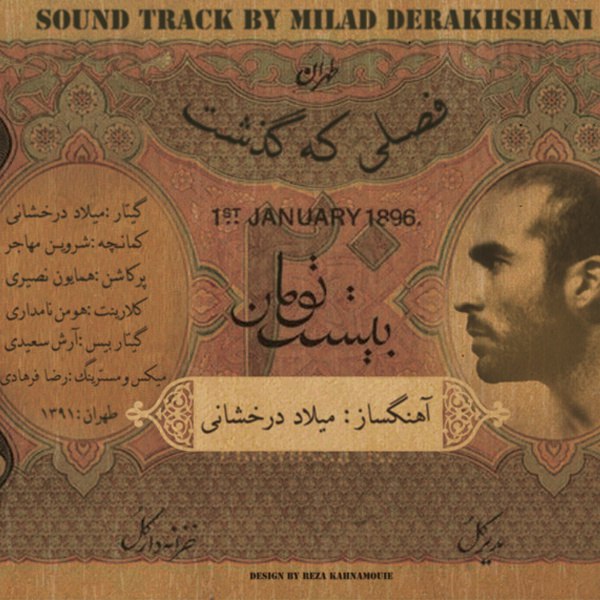 SOUND TRACK BY MILAD DERAKHSHANI
طهران
فصلی که گذشت
1ST JANUARY 1896.
۲۰
بیست تومان
گیتار :میلاد درخشانی
کمانچه :شروین مهاجر
پرکاشن :همایون نصیری
کلارینت :هومن نامداری
گیتار بیس :آرش سعیدی
میکس و مسترینگ :رضا فرهادی
طهران :۱۳۹۱
آهنگساز : میلاد درخشانی
خزانه دار کل
مدیر کل
DESIGN BY REZA KAHNAMOUIE